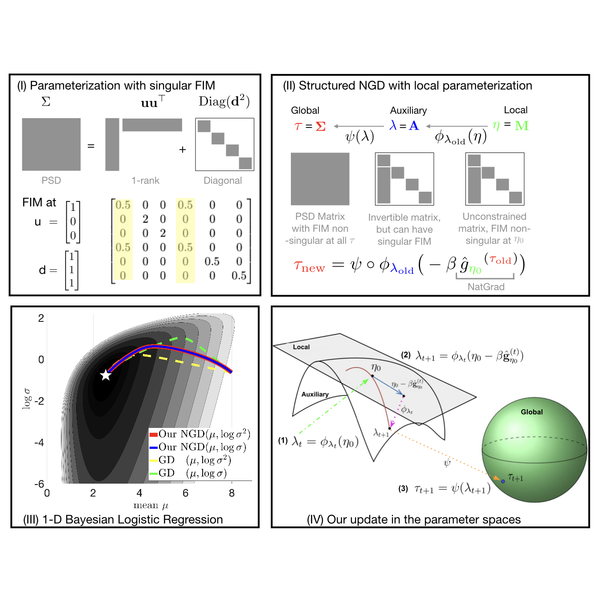 (I) Parameterization with singular FIM
Σ uu⊤ Diag(d²)
= +
PSD 1-rank Diagonal
FIM at
u = [1 0 0]
d = [1 1 1]
0.5 0 0 0.5 0 0
0 2 0 0 0 0
0 0 2 0 0 0
0.5 0 0 0.5 0 0
0 0 0 0 0.5 0
0 0 0 0 0 0.5
(II) Structured NGD with local parameterization
Global Auxiliary Local
τ = Σ λ = A η = M
ψ(λ) ϕλold(η)
PSD Matrix
with FIM non
-singular at all τ
Invertible matrix,
but can have
singular FIM
Unconstrained
matrix, FIM non-
singular at η₀
τnew = ψ ∘ ϕλold(− β ĝη₀(τold))
NatGrad
2
0
-2
-4
-6
log σ
0 2 4 6 8
mean μ
Our NGD(μ, log σ²)
Our NGD(μ, log σ)
GD (μ, log σ²)
GD (μ, log σ)
(III) 1-D Bayesian Logistic Regression
Local
(2) λt+1 = ϕλt(η₀ − βĝη₀(t))
η₀
η₀ − βĝη₀(t)
Auxiliary
ϕλt
Global
λt+1
(1) λt = ϕλt(η₀)
ψ
τt+1
(3) τt+1 = ψ(λt+1)
(IV) Our update in the parameter spaces